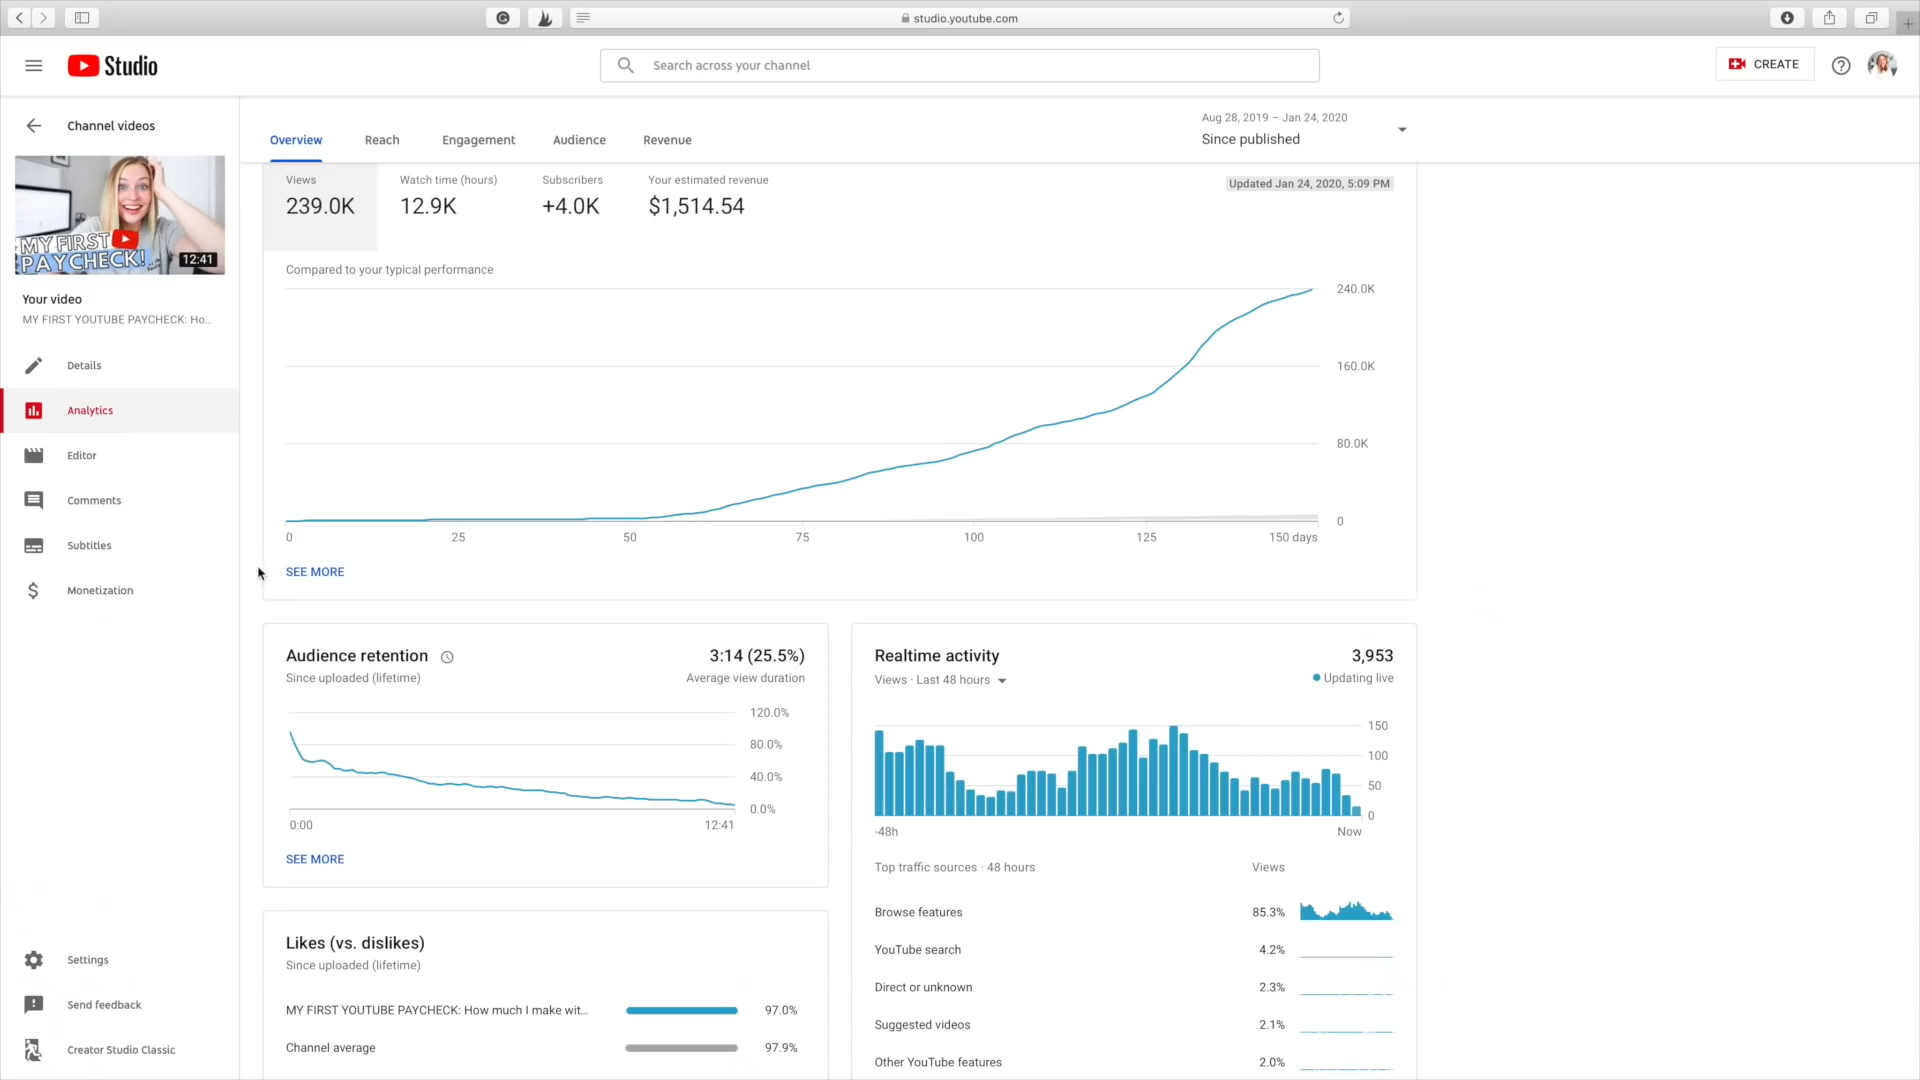 studio.youtube.com
Studio
Search across your channel
CREATE
Channel videos
MY FIRST
PAYCHECK!
12:41
Your video
MY FIRST YOUTUBE PAYCHECK: Ho...
Details
Analytics
Editor
Comments
Subtitles
Monetization
Settings
Send feedback
Creator Studio Classic
Overview Reach Engagement Audience Revenue
Aug 28, 2019 – Jan 24, 2020
Since published
Views Watch time (hours) Subscribers Your estimated revenue
239.0K 12.9K +4.0K $1,514.54
Updated Jan 24, 2020, 5:09 PM
Compared to your typical performance
240.0K
160.0K
80.0K
0
0 25 50 75 100 125 150 days
SEE MORE
Audience retention 3:14 (25.5%)
Since uploaded (lifetime) Average view duration
120.0%
80.0%
40.0%
0.0%
0:00 12:41
SEE MORE
Likes (vs. dislikes)
Since uploaded (lifetime)
MY FIRST YOUTUBE PAYCHECK: How much I make wit... 97.0%
Channel average 97.9%
Realtime activity 3,953
Views · Last 48 hours Updating live
150
100
50
0
-48h Now
Top traffic sources · 48 hours Views
Browse features 85.3%
YouTube search 4.2%
Direct or unknown 2.3%
Suggested videos 2.1%
Other YouTube features 2.0%